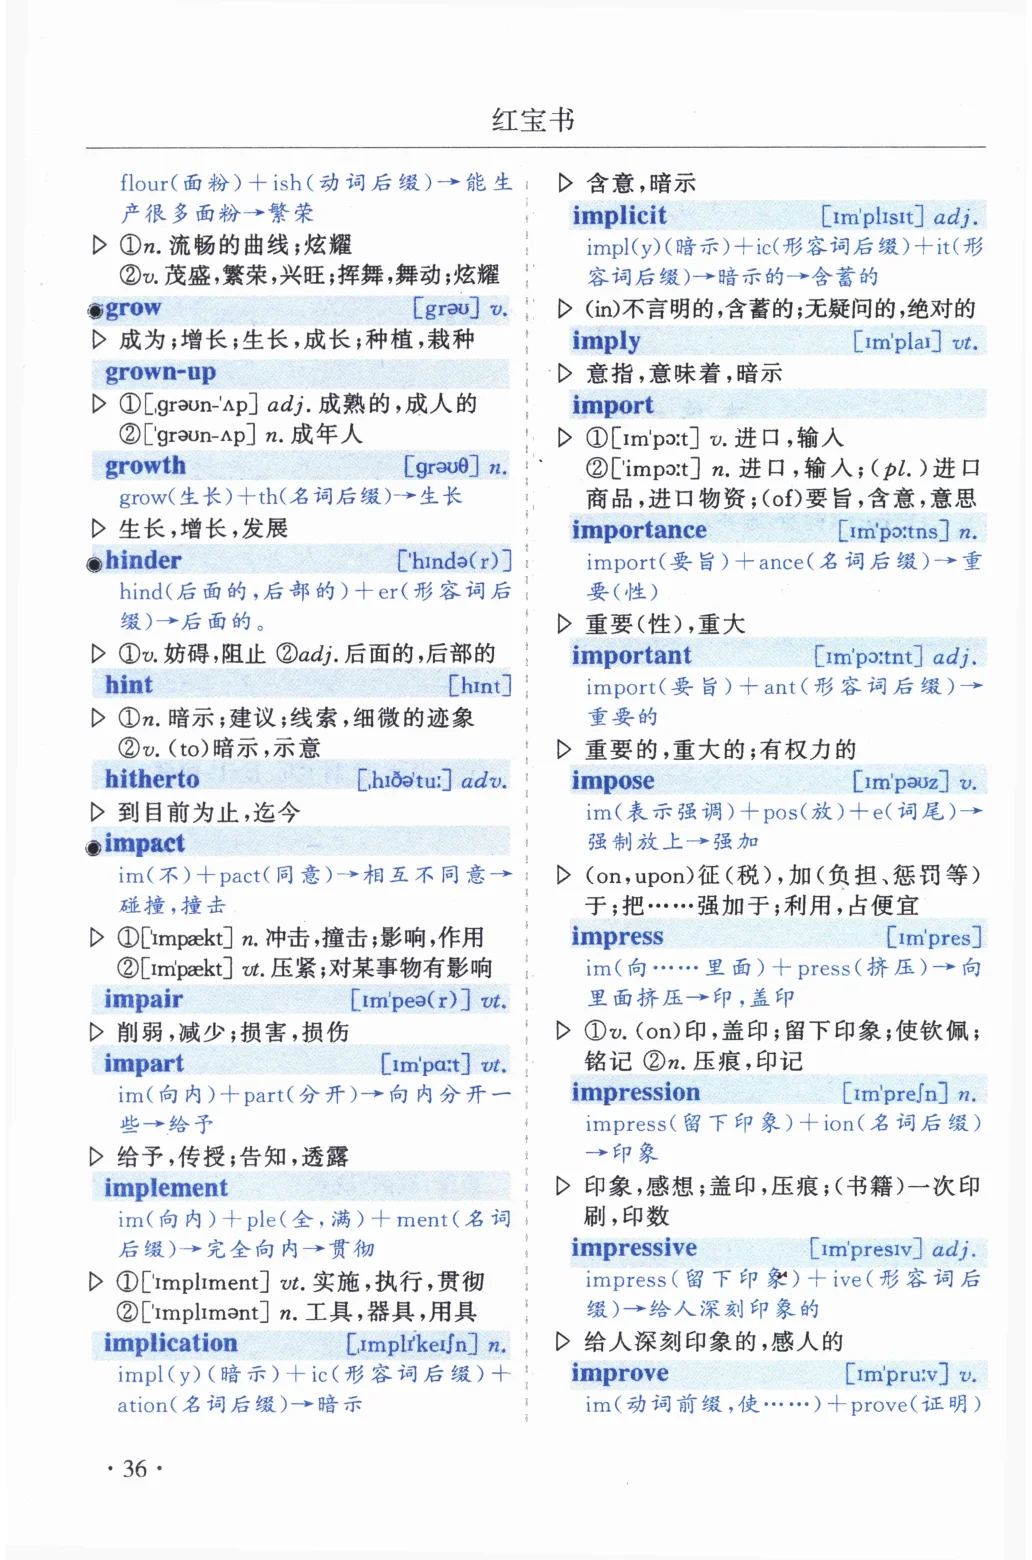 红宝书
flour(面粉)＋ish(动词后缀)→能生
产很多面粉→繁荣
▷ ①n. 流畅的曲线;炫耀
②v. 茂盛,繁荣,兴旺;挥舞,舞动;炫耀
◉grow [grəʊ] v.
▷ 成为;增长;生长,成长;种植,栽种
grown-up
▷ ①[ˌgrəʊn-ˈʌp] adj. 成熟的,成人的
②[ˈgrəʊn-ʌp] n. 成年人
growth [grəʊθ] n.
grow(生长)＋th(名词后缀)→生长
▷ 生长,增长,发展
◉hinder [ˈhɪndə(r)]
hind(后面的,后部的)＋er(形容词后
缀)→后面的。
▷ ①v. 妨碍,阻止 ②adj. 后面的,后部的
hint [hɪnt]
▷ ①n. 暗示;建议;线索,细微的迹象
②v. (to)暗示,示意
hitherto [ˌhɪðəˈtuː] adv.
▷ 到目前为止,迄今
◉impact
im(不)＋pact(同意)→相互不同意→
碰撞,撞击
▷ ①[ˈɪmpækt] n. 冲击,撞击;影响,作用
②[ɪmˈpækt] vt. 压紧;对某事物有影响
impair [ɪmˈpeə(r)] vt.
▷ 削弱,减少;损害,损伤
impart [ɪmˈpɑːt] vt.
im(向内)＋part(分开)→向内分开一
些→给予
▷ 给予,传授;告知,透露
implement
im(向内)＋ple(全,满)＋ment(名词
后缀)→完全向内→贯彻
▷ ①[ˈɪmplɪment] vt. 实施,执行,贯彻
②[ˈɪmplɪmənt] n. 工具,器具,用具
implication [ˌɪmplɪˈkeɪʃn] n.
impl(y)(暗示)＋ic(形容词后缀)＋
ation(名词后缀)→暗示
▷ 含意,暗示
implicit [ɪmˈplɪsɪt] adj.
impl(y)(暗示)＋ic(形容词后缀)＋it(形
容词后缀)→暗示的→含蓄的
▷ (in)不言明的,含蓄的;无疑问的,绝对的
imply [ɪmˈplaɪ] vt.
▷ 意指,意味着,暗示
import
▷ ①[ɪmˈpɔːt] v. 进口,输入
②[ˈɪmpɔːt] n. 进口,输入;(pl.)进口
商品,进口物资;(of)要旨,含意,意思
importance [ɪmˈpɔːtns] n.
import(要旨)＋ance(名词后缀)→重
要(性)
▷ 重要(性),重大
important [ɪmˈpɔːtnt] adj.
import(要旨)＋ant(形容词后缀)→
重要的
▷ 重要的,重大的;有权力的
impose [ɪmˈpəʊz] v.
im(表示强调)＋pos(放)＋e(词尾)→
强制放上→强加
▷ (on,upon)征(税),加(负担、惩罚等)
于;把……强加于;利用,占便宜
impress [ɪmˈpres]
im(向……里面)＋press(挤压)→向
里面挤压→印,盖印
▷ ①v. (on)印,盖印;留下印象;使钦佩;
铭记 ②n. 压痕,印记
impression [ɪmˈpreʃn] n.
impress(留下印象)＋ion(名词后缀)
→印象
▷ 印象,感想;盖印,压痕;(书籍)一次印
刷,印数
impressive [ɪmˈpresɪv] adj.
impress(留下印象)＋ive(形容词后
缀)→给人深刻印象的
▷ 给人深刻印象的,感人的
improve [ɪmˈpruːv] v.
im(动词前缀,使……)＋prove(证明)
·36·